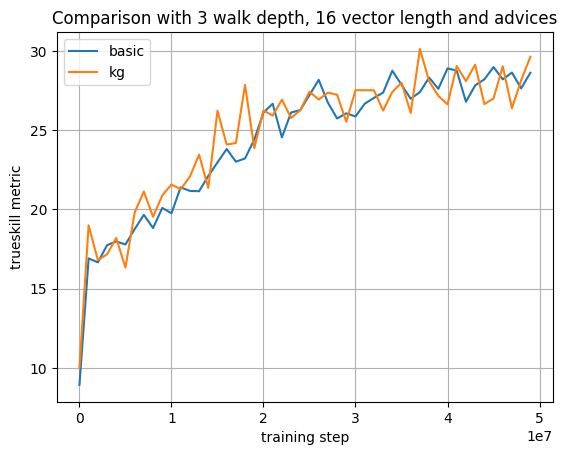 Comparison with 3 walk depth, 16 vector length and advices
basic
kg
trueskill metric
30
25
20
15
10
0
1
2
3
4
5
1e7
training step